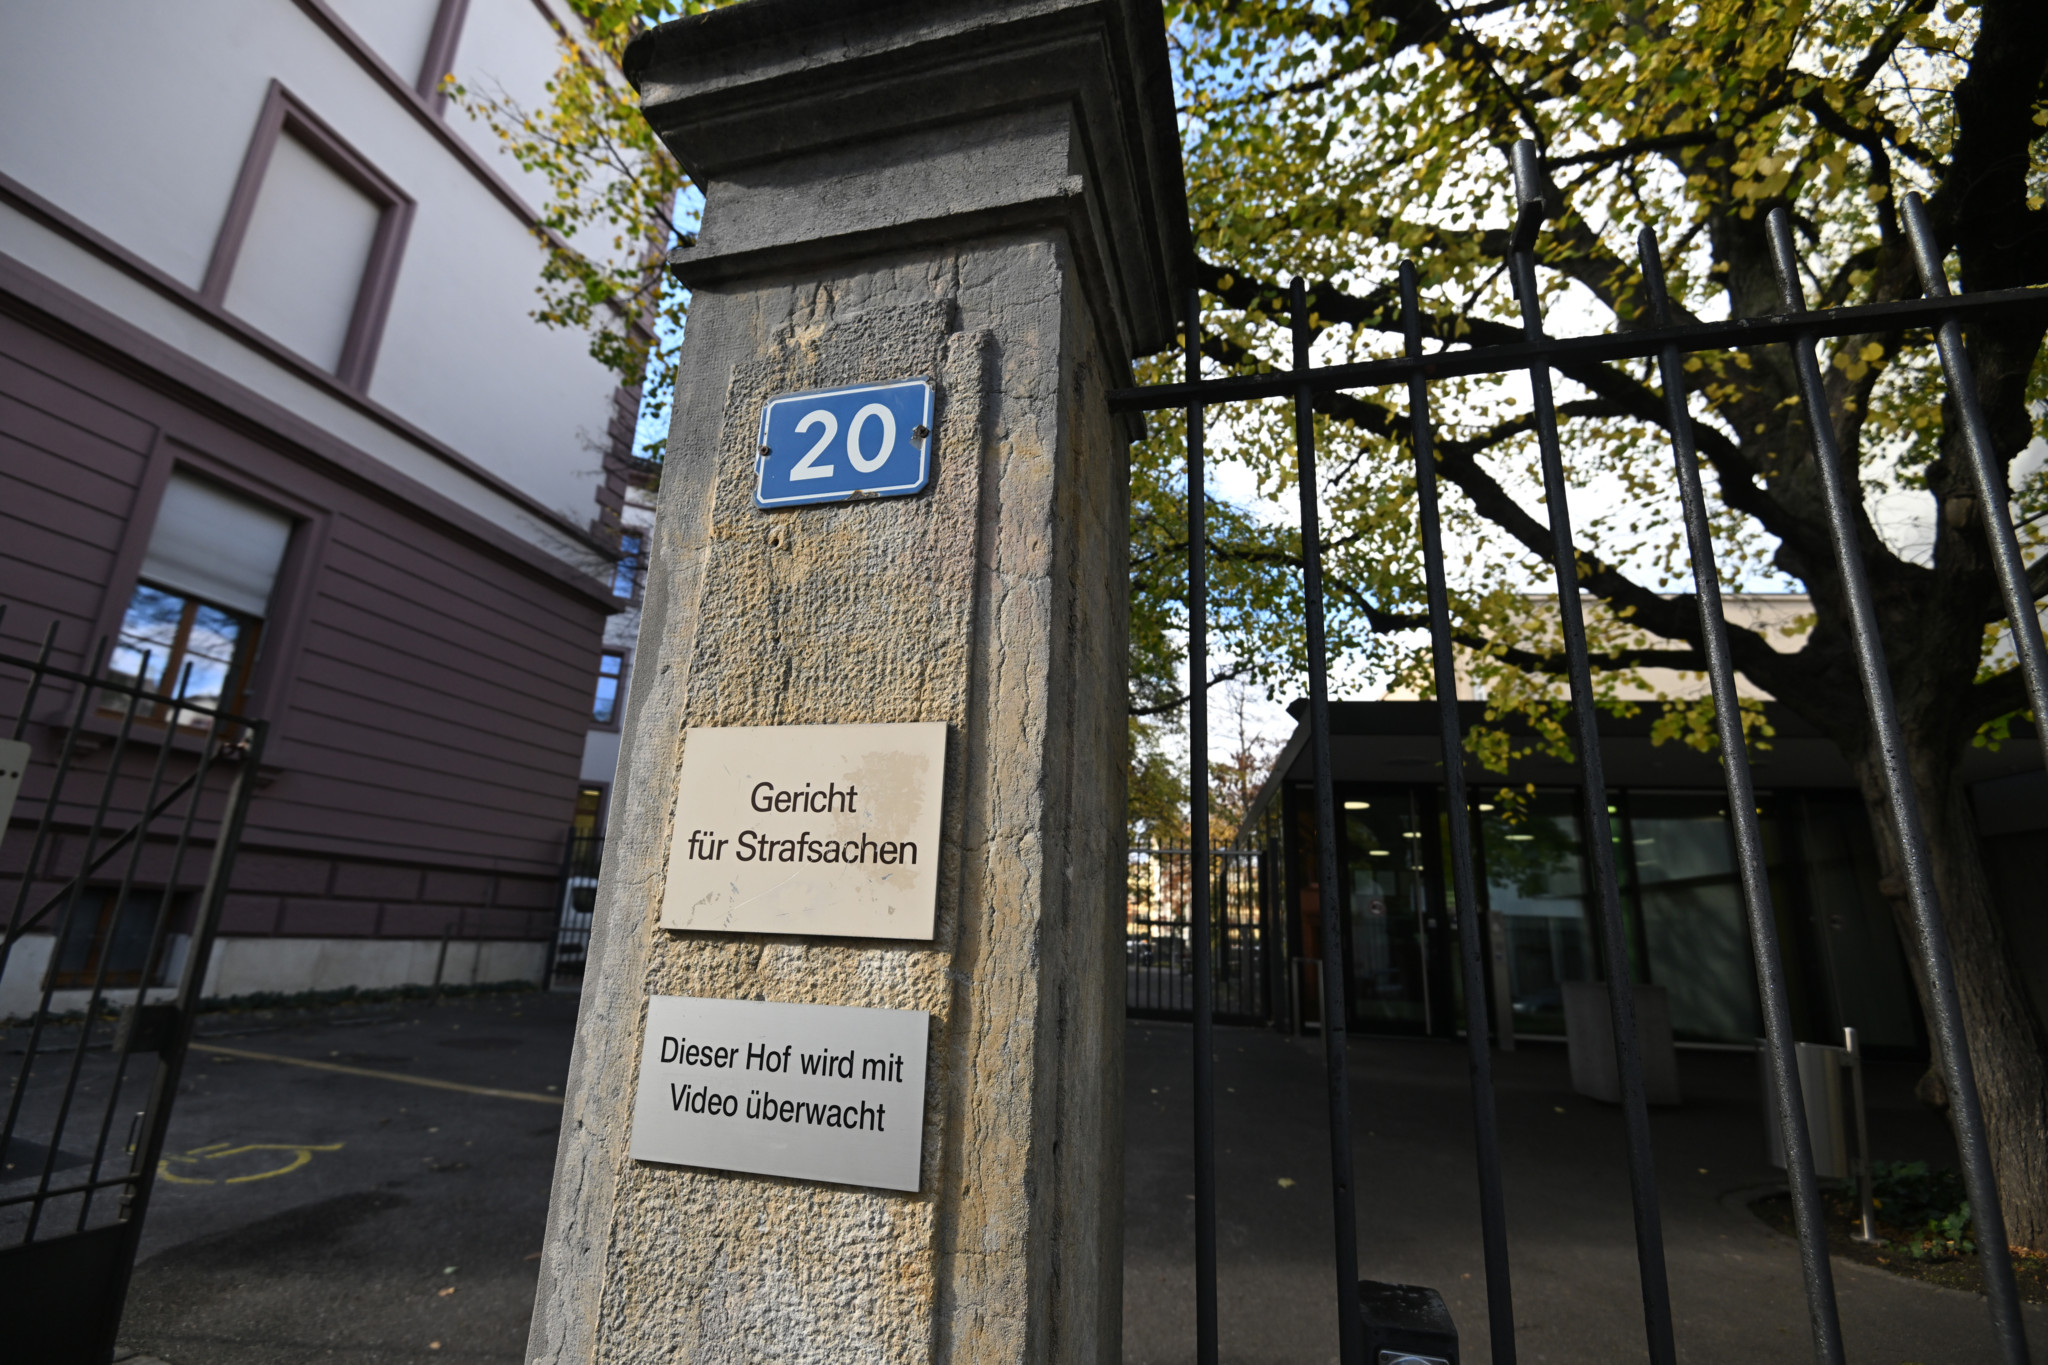 20
Gericht
für Strafsachen
Dieser Hof wird mit
Video überwacht